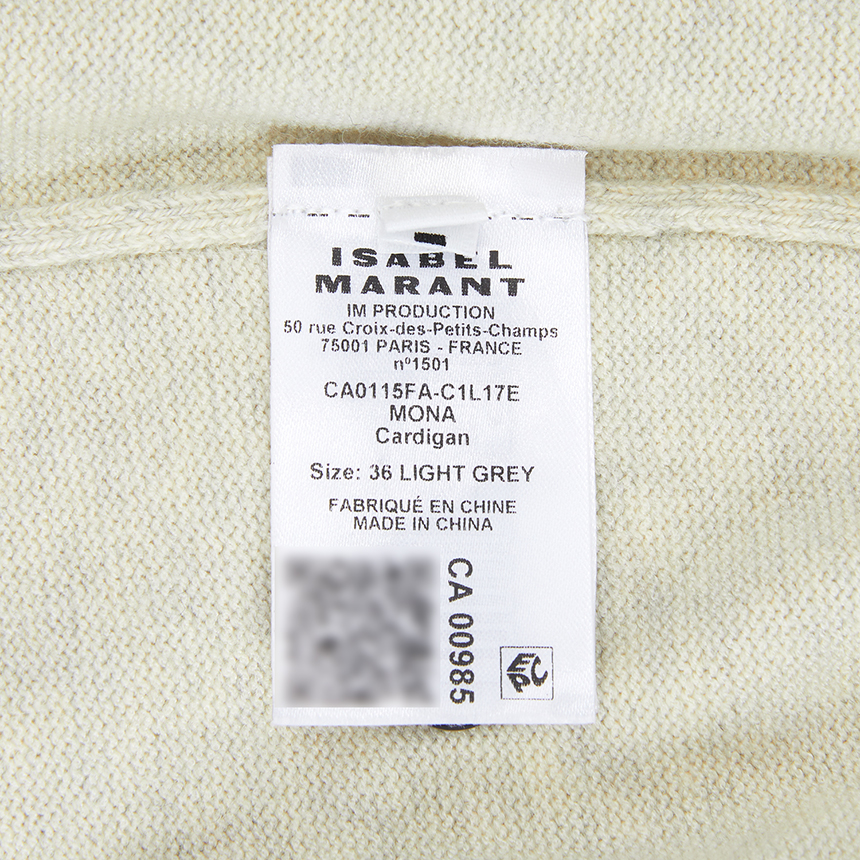 ISABEL
MARANT
IM PRODUCTION
50 rue Croix-des-Petits-Champs
75001 PARIS - FRANCE
nº1501
CA0115FA-C1L17E
MONA
Cardigan
Size: 36 LIGHT GREY
FABRIQUÉ EN CHINE
MADE IN CHINA
CA 00985